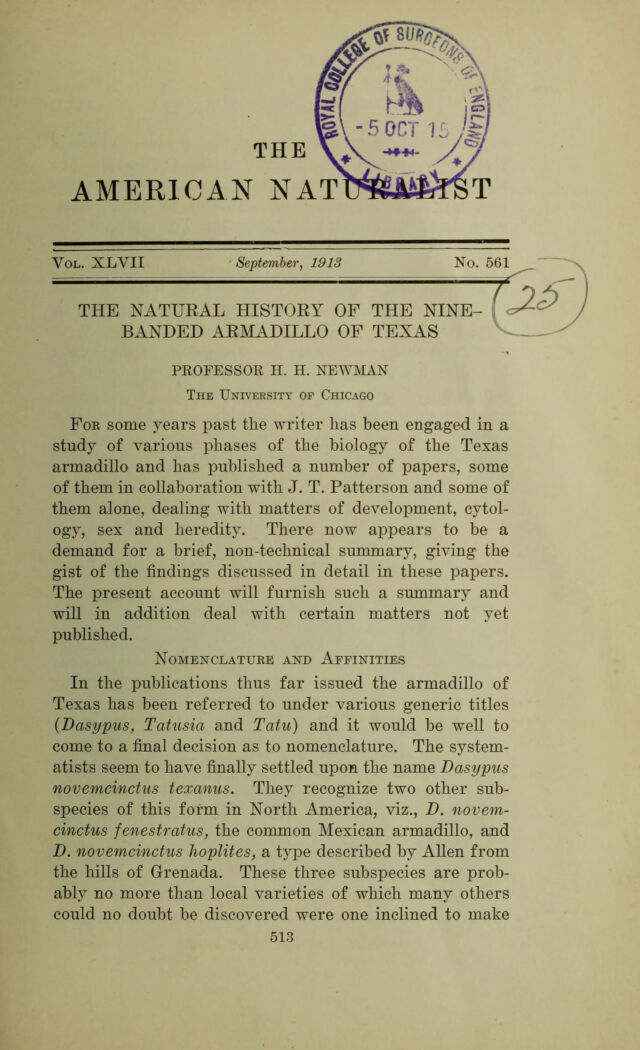 ROYAL COLLEGE OF SURGEONS OF ENGLAND
-5 OCT 15
LIBRARY
THE
AMERICAN NATURALIST
VOL. XLVII September, 1913 No. 561
25
THE NATURAL HISTORY OF THE NINE-
BANDED ARMADILLO OF TEXAS
PROFESSOR H. H. NEWMAN
THE UNIVERSITY OF CHICAGO
FOR some years past the writer has been engaged in a
study of various phases of the biology of the Texas
armadillo and has published a number of papers, some
of them in collaboration with J. T. Patterson and some of
them alone, dealing with matters of development, cytol-
ogy, sex and heredity. There now appears to be a
demand for a brief, non-technical summary, giving the
gist of the findings discussed in detail in these papers.
The present account will furnish such a summary and
will in addition deal with certain matters not yet
published.
NOMENCLATURE AND AFFINITIES
In the publications thus far issued the armadillo of
Texas has been referred to under various generic titles
(Dasypus, Tatusia and Tatu) and it would be well to
come to a final decision as to nomenclature. The system-
atists seem to have finally settled upon the name Dasypus
novemcinctus texanus. They recognize two other sub-
species of this form in North America, viz., D. novem-
cinctus fenestratus, the common Mexican armadillo, and
D. novemcinctus hoplites, a type described by Allen from
the hills of Grenada. These three subspecies are prob-
ably no more than local varieties of which many others
could no doubt be discovered were one inclined to make
513